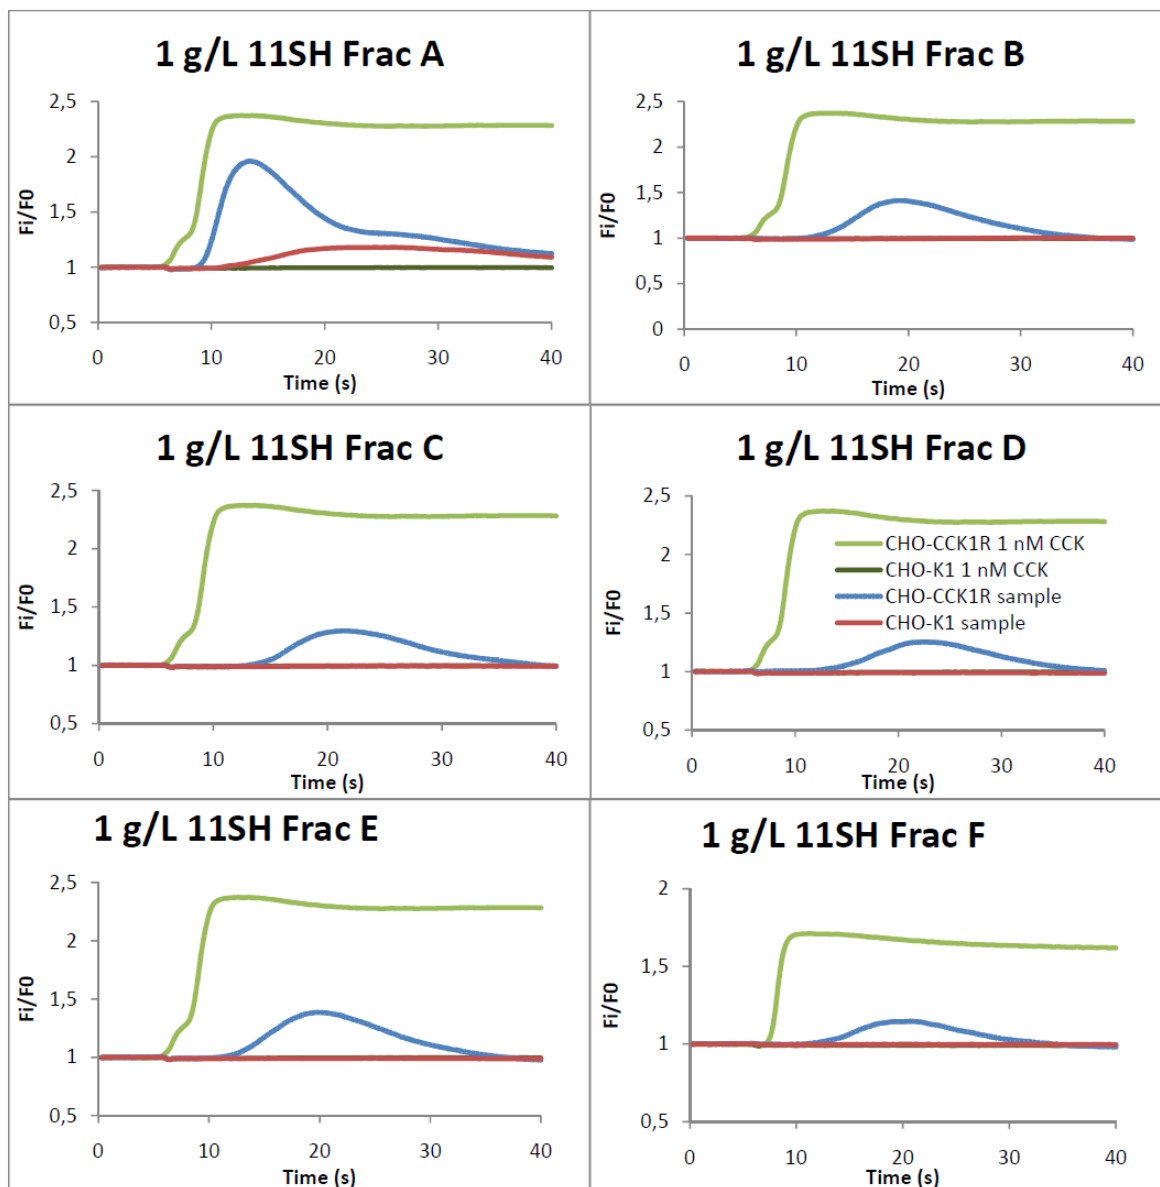 1 g/L 11SH Frac A
2,5
2
1,5
1
0,5
Fi/F0
0 10 20 30 40
Time (s)
1 g/L 11SH Frac B
2,5
2
1,5
1
0,5
0
Fi/F0
0 10 20 30 40
Time (s)
1 g/L 11SH Frac C
2,5
2
1,5
1
0,5
Fi/F0
0 10 20 30 40
Time (s)
1 g/L 11SH Frac D
2,5
2
1,5
1
0,5
Fi/F0
CHO-CCK1R 1 nM CCK
CHO-K1 1 nM CCK
CHO-CCK1R sample
CHO-K1 sample
0 10 20 30 40
Time (s)
1 g/L 11SH Frac E
2,5
2
1,5
1
0,5
Fi/F0
0 10 20 30 40
Time (s)
1 g/L 11SH Frac F
2
1,5
1
0,5
Fi/F0
0 10 20 30 40
Time (s)